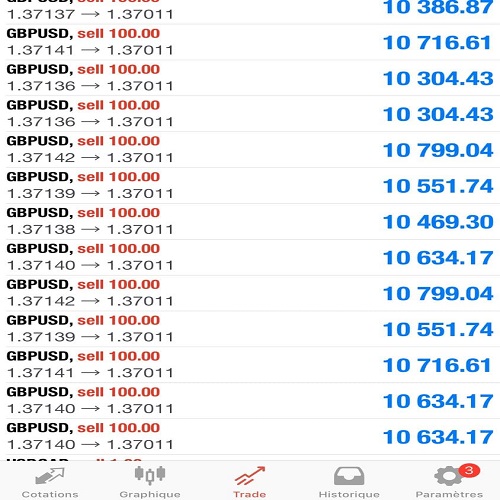 10 386.87
1.37137 → 1.37011
GBPUSD, sell 100.00
10 716.61
1.37141 → 1.37011
GBPUSD, sell 100.00
10 304.43
1.37136 → 1.37011
GBPUSD, sell 100.00
10 304.43
1.37136 → 1.37011
GBPUSD, sell 100.00
10 799.04
1.37142 → 1.37011
GBPUSD, sell 100.00
10 551.74
1.37139 → 1.37011
GBPUSD, sell 100.00
10 469.30
1.37138 → 1.37011
GBPUSD, sell 100.00
10 634.17
1.37140 → 1.37011
GBPUSD, sell 100.00
10 799.04
1.37142 → 1.37011
GBPUSD, sell 100.00
10 551.74
1.37139 → 1.37011
GBPUSD, sell 100.00
10 716.61
1.37141 → 1.37011
GBPUSD, sell 100.00
10 634.17
1.37140 → 1.37011
GBPUSD, sell 100.00
10 634.17
1.37140 → 1.37011
3
Cotations Graphique Trade Historique Paramètres